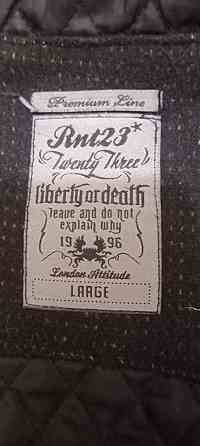 Premium Line
Rnt23*
"Twenty Three"
liberty or death
leave and do not
explain why
19 96
London Attitude
LARGE